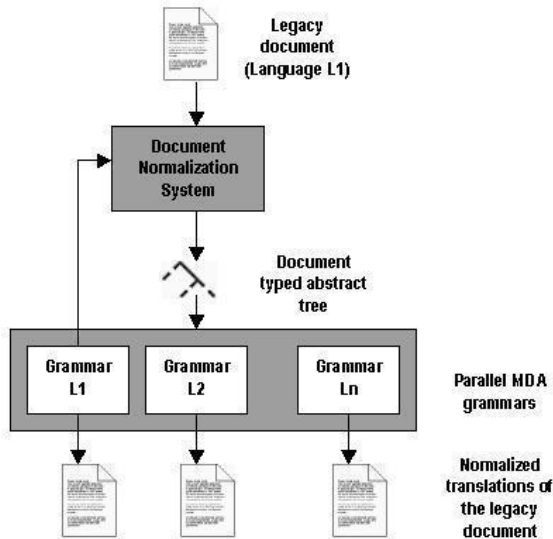 Legacy
document
(Language L1)
Document
Normalization
System
Document
typed abstract
tree
Grammar
L1
Grammar
L2
Grammar
Ln
Parallel MDA
grammars
Normalized
translations of
the legacy
document